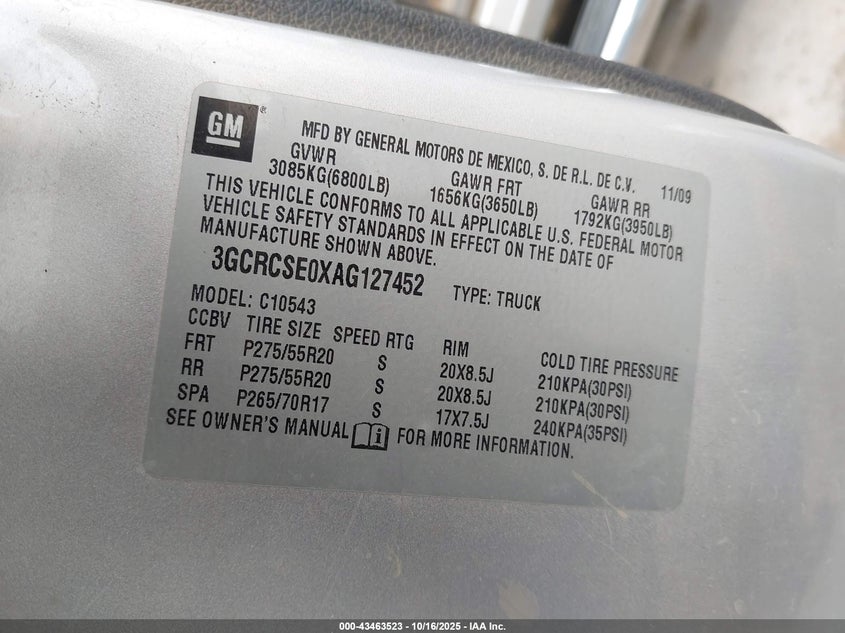 GM ®
MFD BY GENERAL MOTORS DE MEXICO, S. DE R.L. DE C.V. 11/09
GVWR GAWR FRT GAWR RR
3085KG(6800LB) 1656KG(3650LB) 1792KG(3950LB)
THIS VEHICLE CONFORMS TO ALL APPLICABLE U.S. FEDERAL MOTOR
VEHICLE SAFETY STANDARDS IN EFFECT ON THE DATE OF
MANUFACTURE SHOWN ABOVE.
3GCRCSE0XAG127452 TYPE: TRUCK
MODEL: C10543
CCBV TIRE SIZE SPEED RTG RIM COLD TIRE PRESSURE
FRT P275/55R20 S 20X8.5J 210KPA(30PSI)
RR P275/55R20 S 20X8.5J 210KPA(30PSI)
SPA P265/70R17 S 17X7.5J 240KPA(35PSI)
SEE OWNER'S MANUAL i FOR MORE INFORMATION.
000-43463523 - 10/16/2025 - IAA Inc.